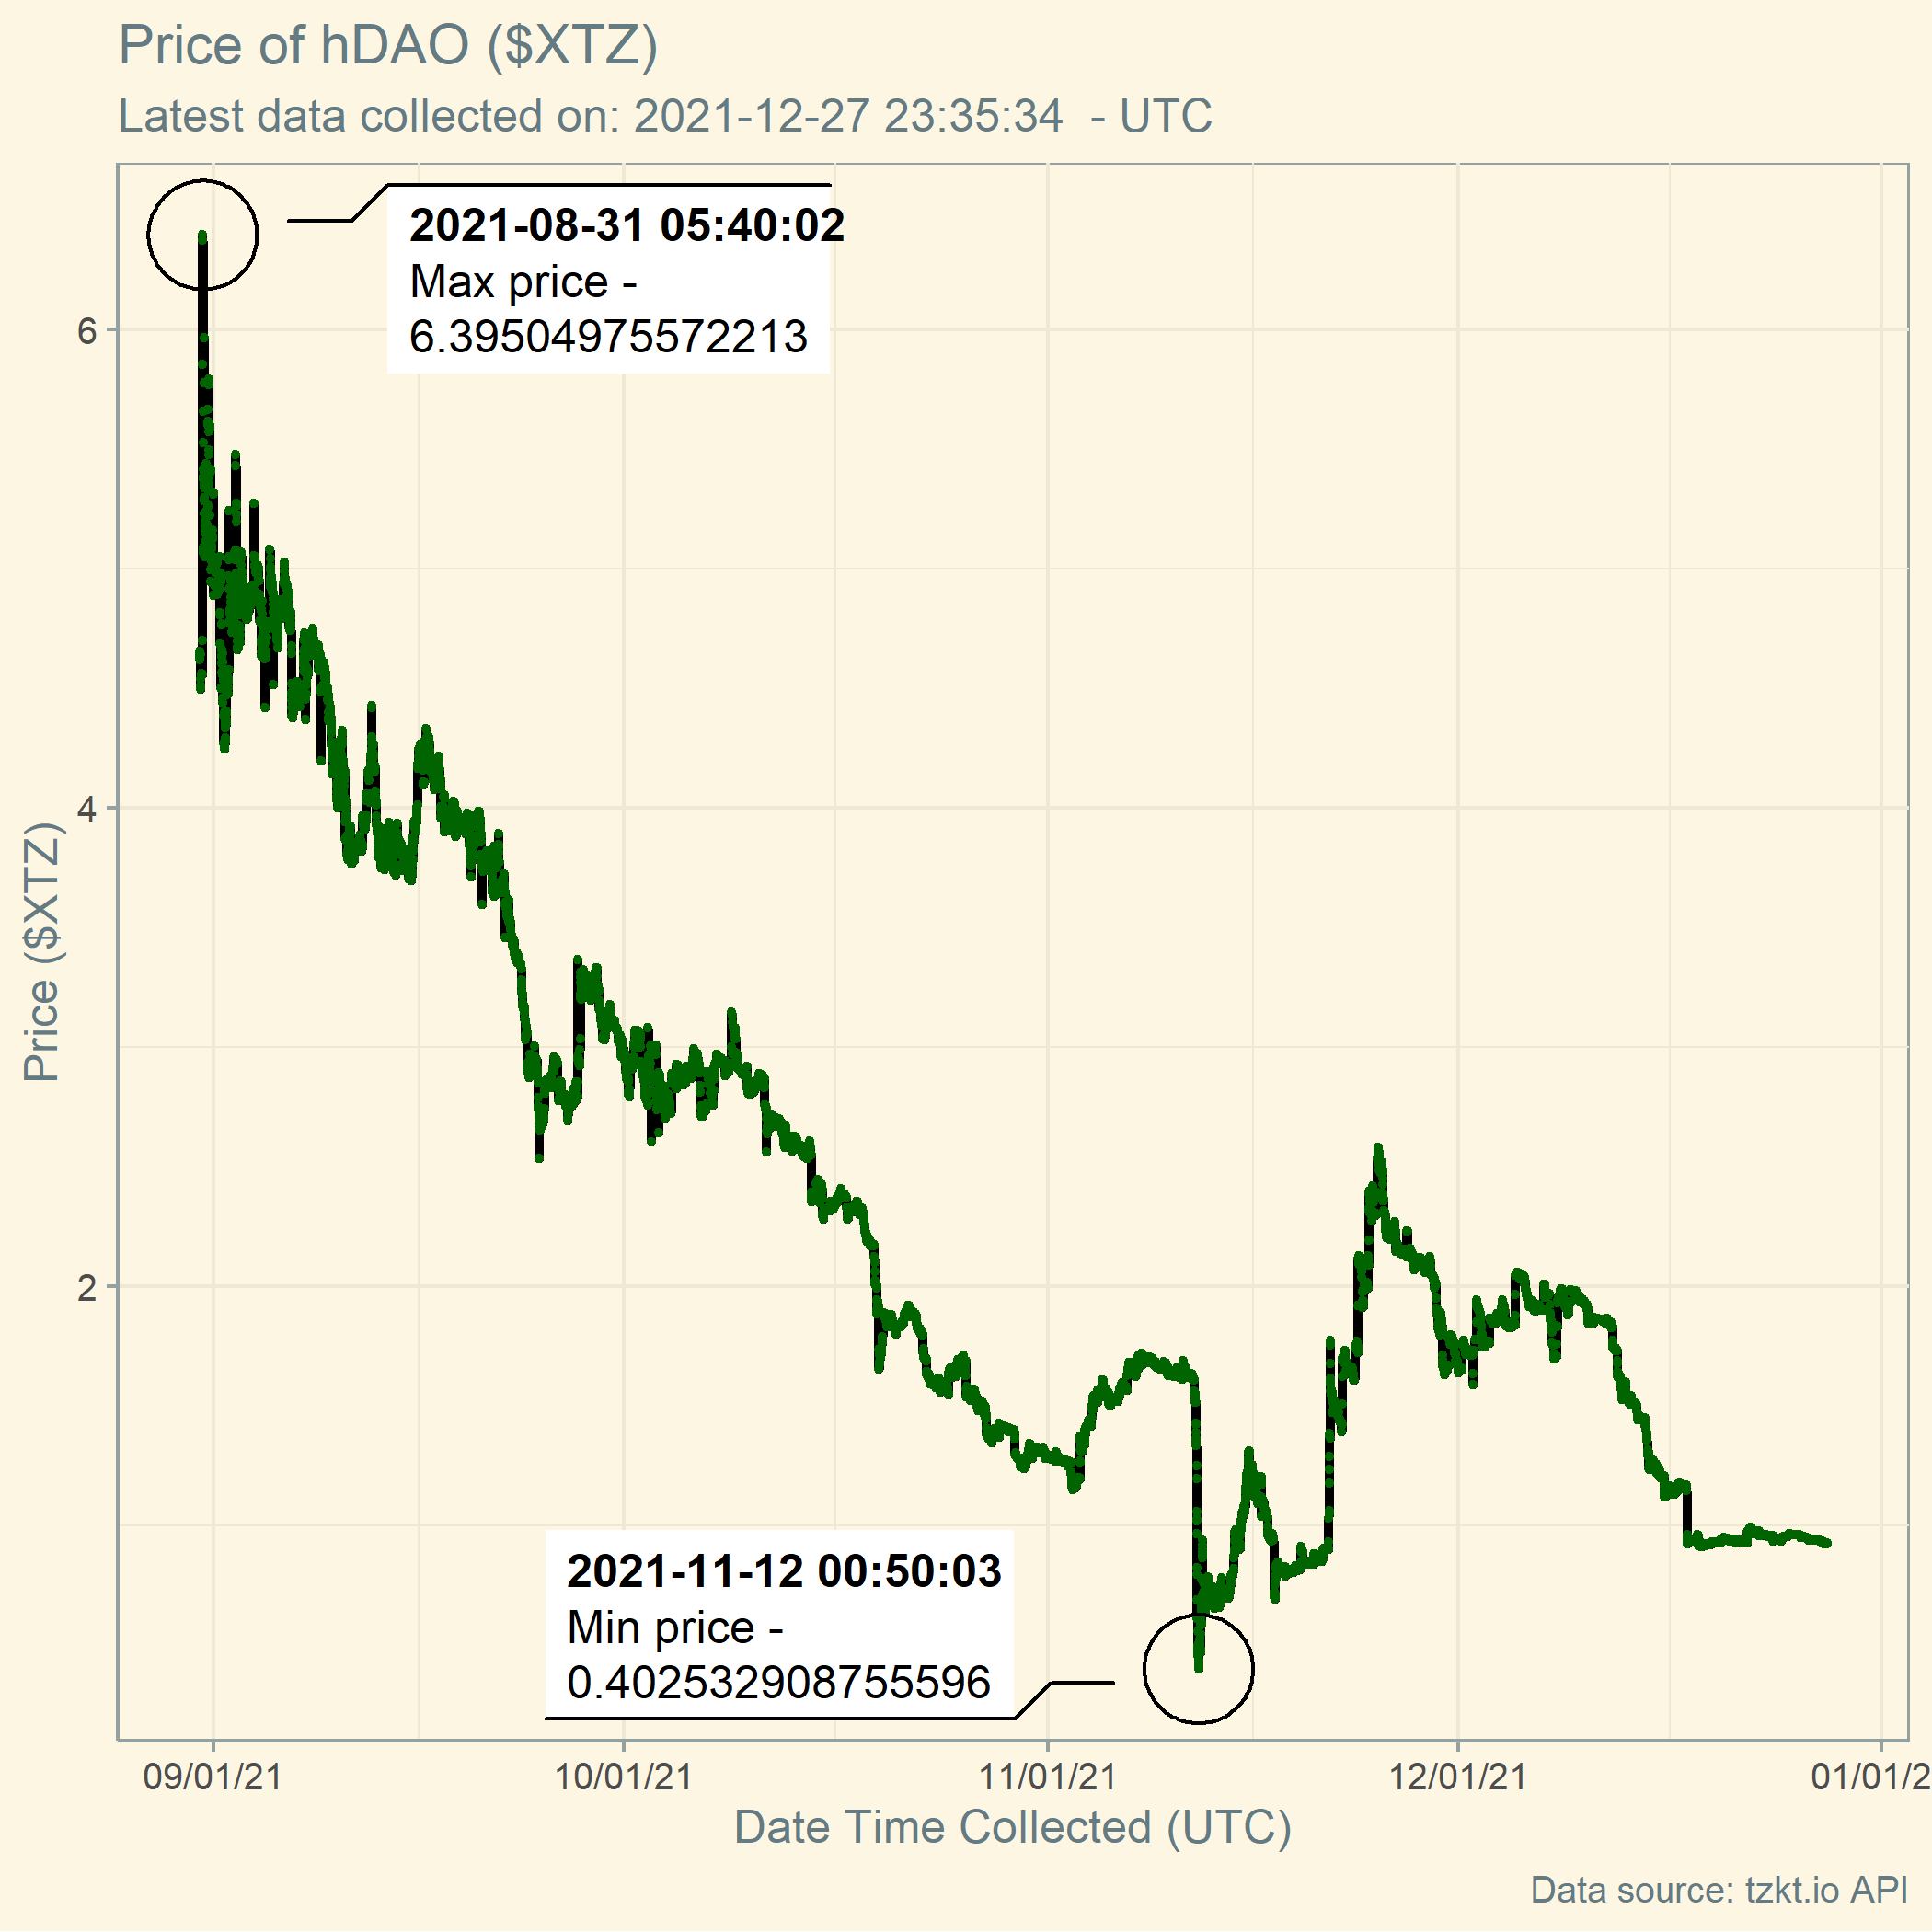 Price of hDAO ($XTZ)
Latest data collected on: 2021-12-27 23:35:34  - UTC
2021-08-31 05:40:02
Max price -
6.39504975572213
6
4
2
Price ($XTZ)
2021-11-12 00:50:03
Min price -
0.402532908755596
09/01/21
10/01/21
11/01/21
12/01/21
01/01/2
Date Time Collected (UTC)
Data source: tzkt.io API